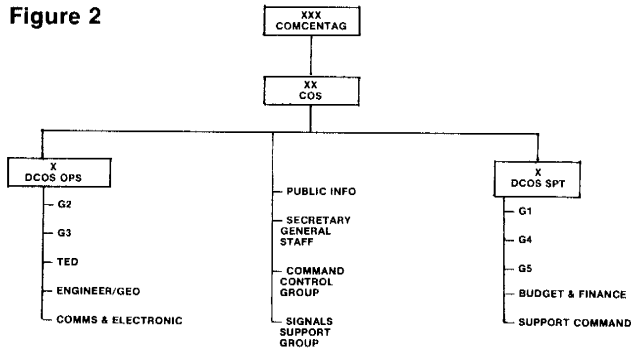 Figure 2
XXX
COMCENTAG
XX
COS
X
DCOS OPS
G2
G3
TED
ENGINEER/GEO
COMMS & ELECTRONIC
PUBLIC INFO
SECRETARY
GENERAL
STAFF
COMMAND
CONTROL
GROUP
SIGNALS
SUPPORT
GROUP
X
DCOS SPT
G1
G4
G5
BUDGET & FINANCE
SUPPORT COMMAND